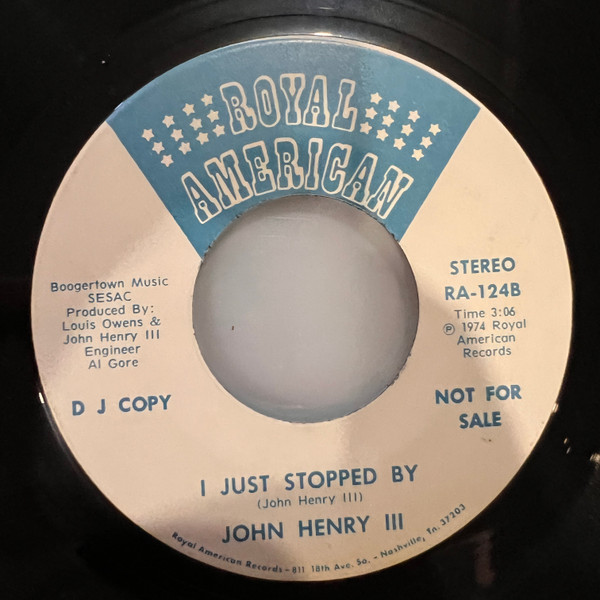 ROYAL
AMERICAN
Boogertown Music
SESAC
Produced By:
Louis Owens &
John Henry III
Engineer
Al Gore
D J COPY
STEREO
RA-124B
Time 3:06
℗ 1974 Royal
American
Records
NOT FOR
SALE
I JUST STOPPED BY
(John Henry III)
JOHN HENRY III
Royal American Records-811 18th Ave. So. - Nashville, Tn. 37203